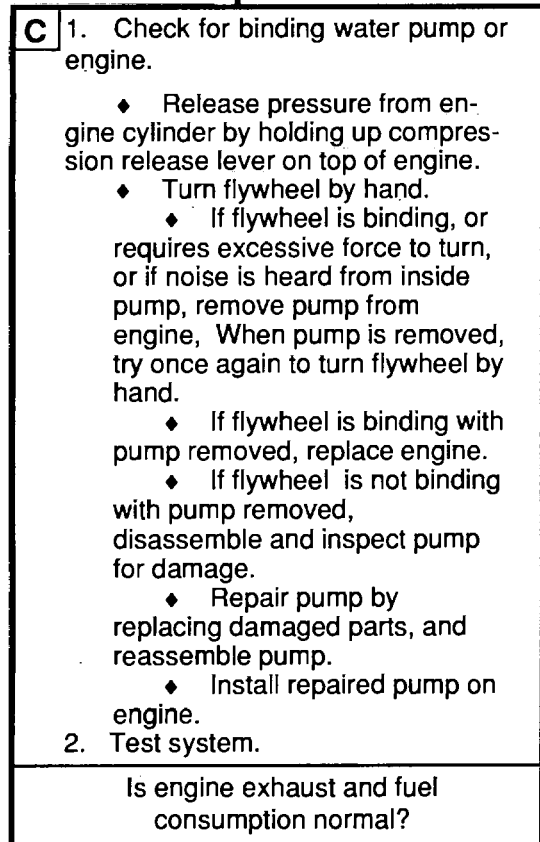 C 1. Check for binding water pump or
engine.
♦ Release pressure from en-
gine cylinder by holding up compres-
sion release lever on top of engine.
♦ Turn flywheel by hand.
♦ If flywheel is binding, or
requires excessive force to turn,
or if noise is heard from inside
pump, remove pump from
engine, When pump is removed,
try once again to turn flywheel by
hand.
♦ If flywheel is binding with
pump removed, replace engine.
♦ If flywheel is not binding
with pump removed,
disassemble and inspect pump
for damage.
♦ Repair pump by
replacing damaged parts, and
reassemble pump.
♦ Install repaired pump on
engine.
2. Test system.
Is engine exhaust and fuel
consumption normal?